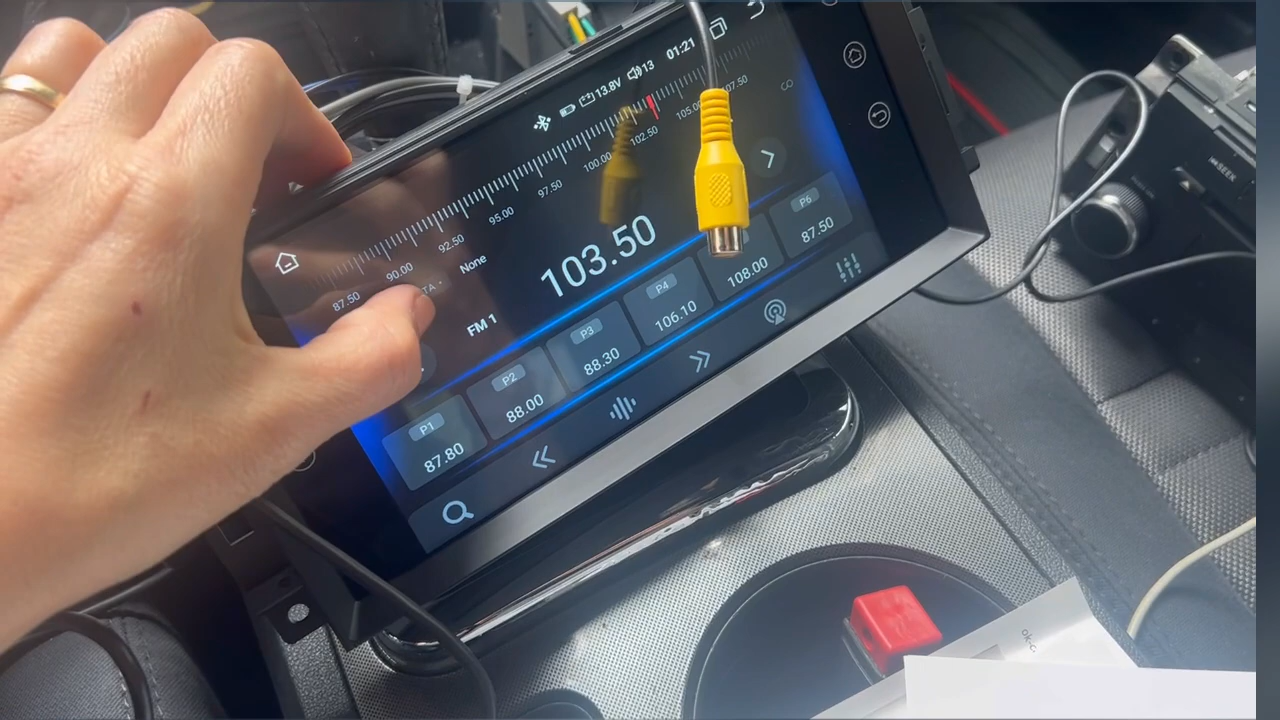 13.8V 13 01:21
87.50 90.00 92.50 95.00 97.50 100.00 102.50 105.00 107.50
TA
None
FM 1
103.50
P1 P2 P3 P4 P6
87.80 88.00 88.30 106.10 108.00 87.50
SEEK